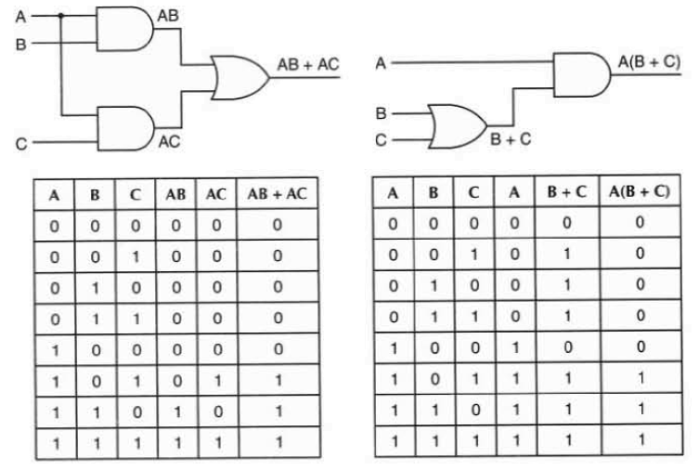 A
B
C
AB
AC
AB + AC
A
B
C
B + C
A(B + C)
A B C AB AC AB + AC
0 0 0 0 0 0
0 0 1 0 0 0
0 1 0 0 0 0
0 1 1 0 0 0
1 0 0 0 0 0
1 0 1 0 1 1
1 1 0 1 0 1
1 1 1 1 1 1
A B C A B + C A(B + C)
0 0 0 0 0 0
0 0 1 0 1 0
0 1 0 0 1 0
0 1 1 0 1 0
1 0 0 1 0 0
1 0 1 1 1 1
1 1 0 1 1 1
1 1 1 1 1 1